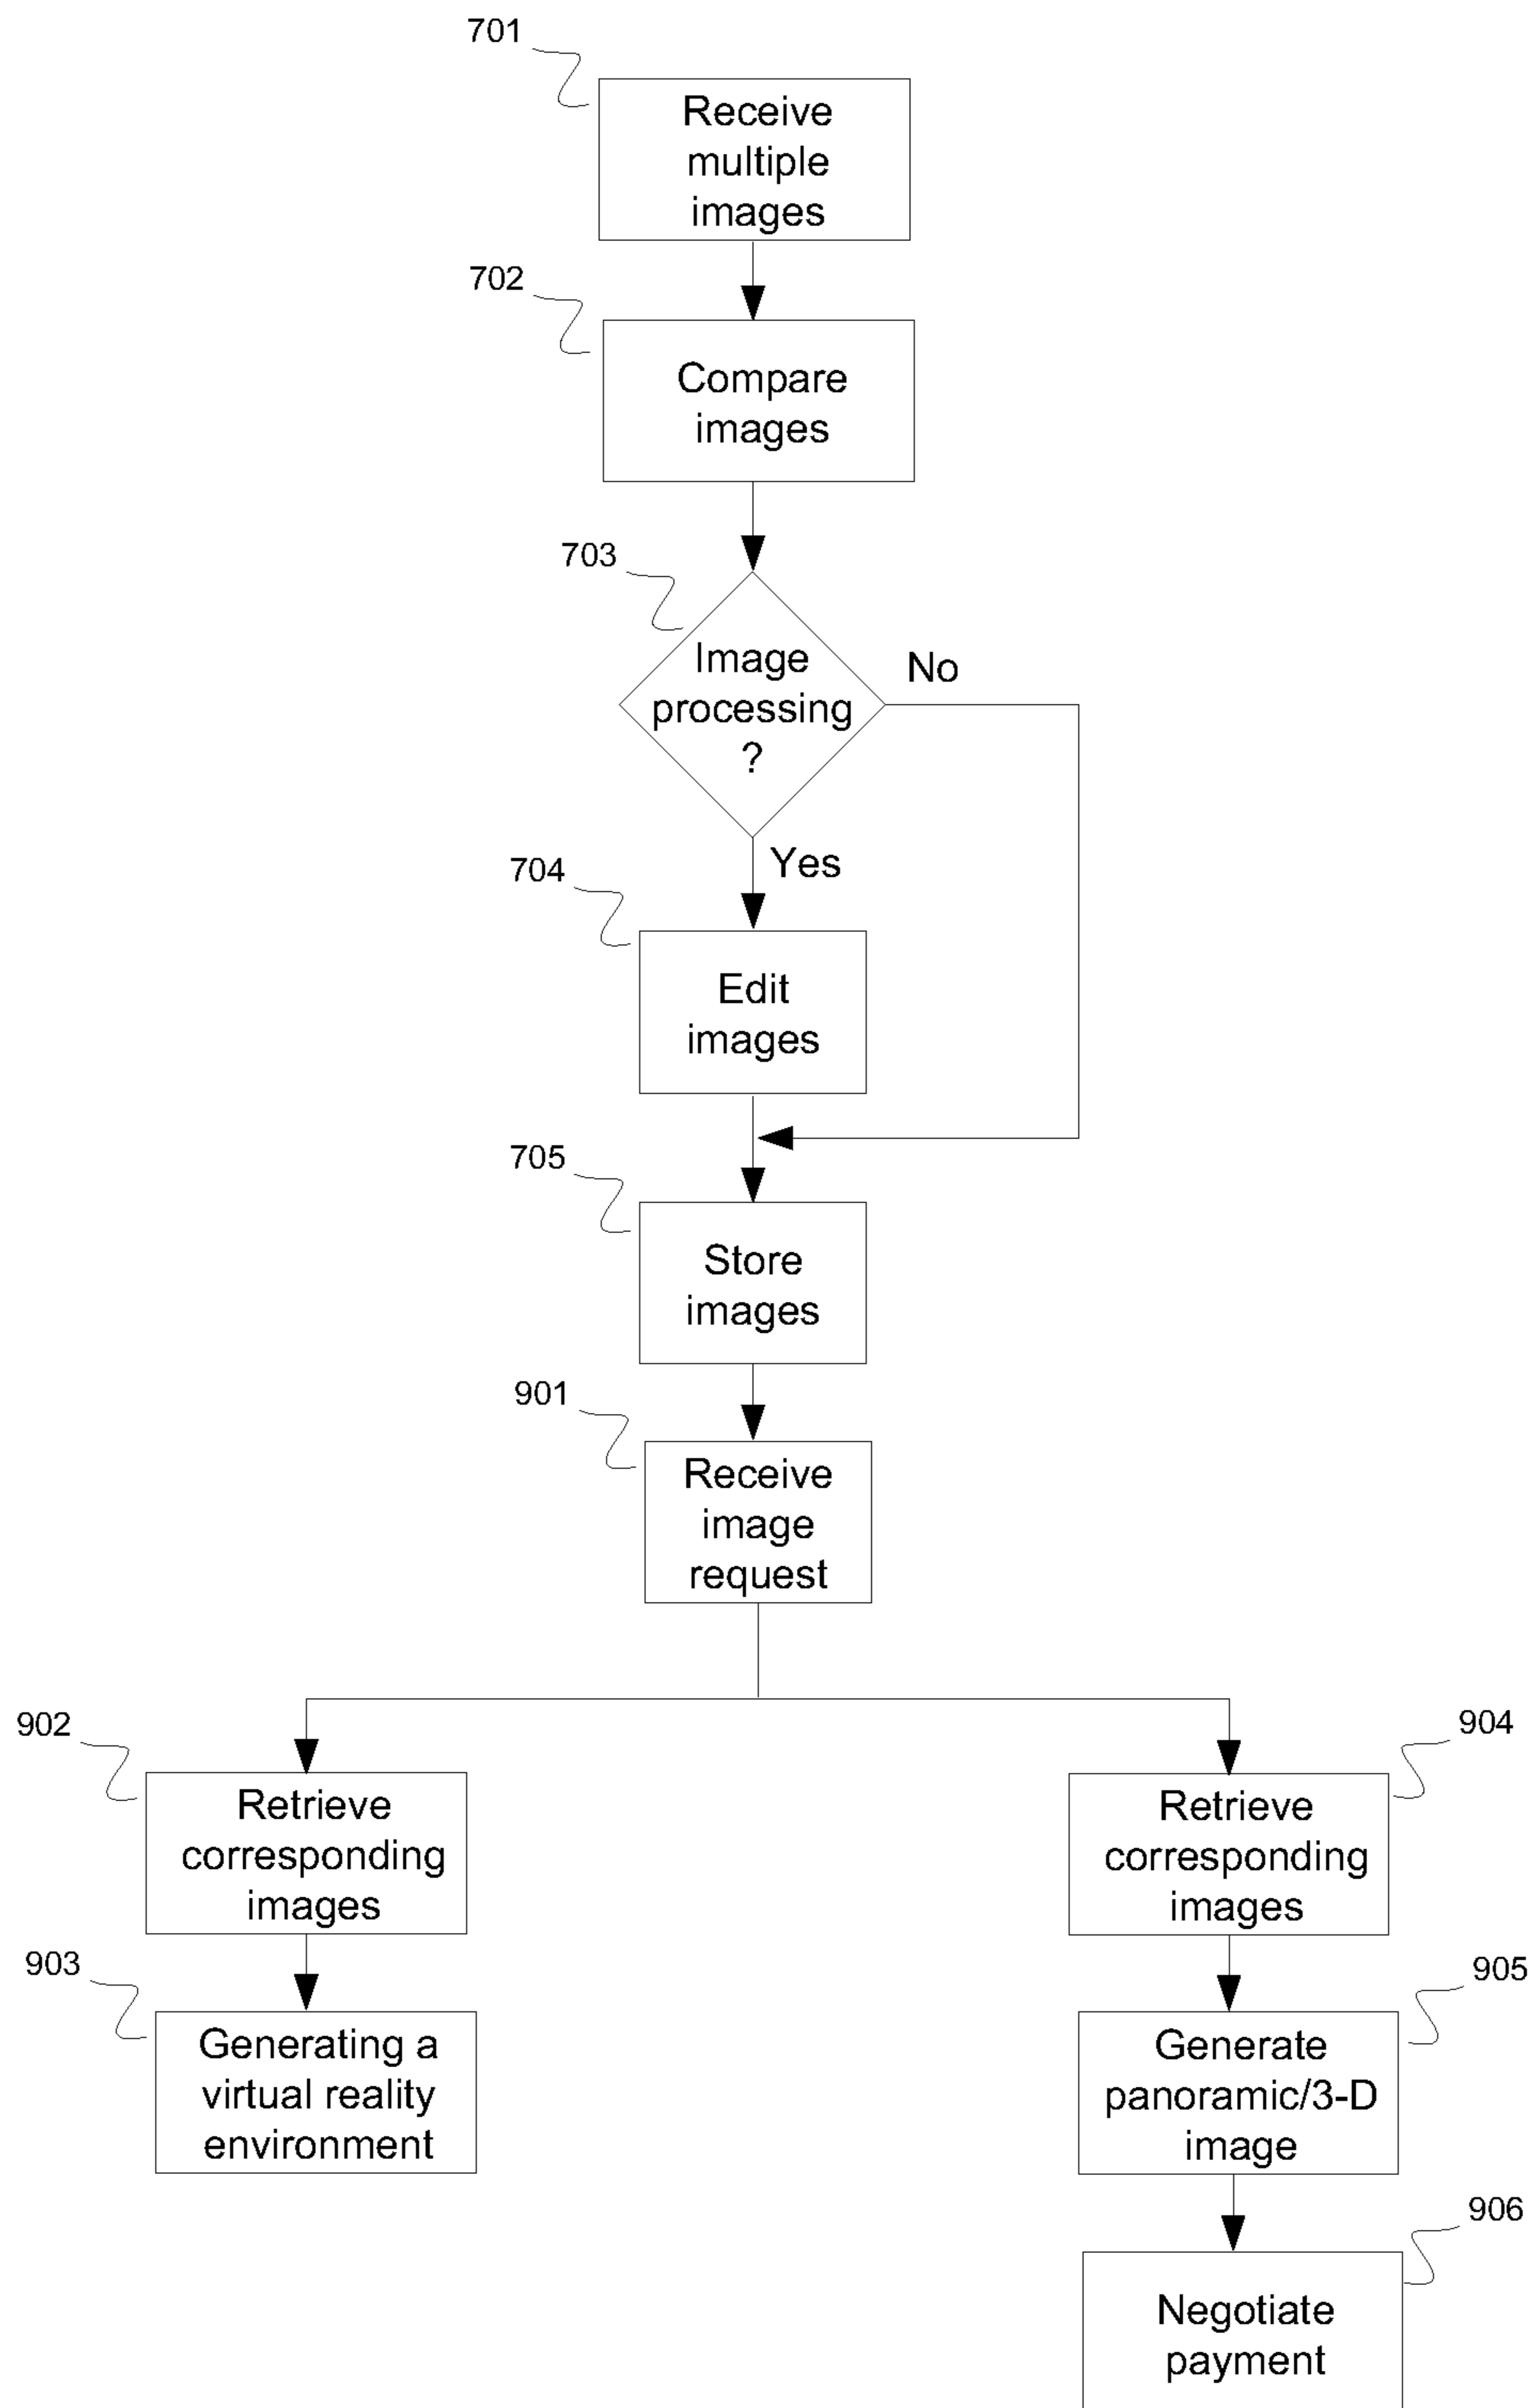 701
Receive
multiple
images
702
Compare
images
703
Image
processing
?
No
Yes
704
Edit
images
705
Store
images
901
Receive
image
request
902
Retrieve
corresponding
images
904
Retrieve
corresponding
images
903
Generating a
virtual reality
environment
905
Generate
panoramic/3-D
image
906
Negotiate
payment